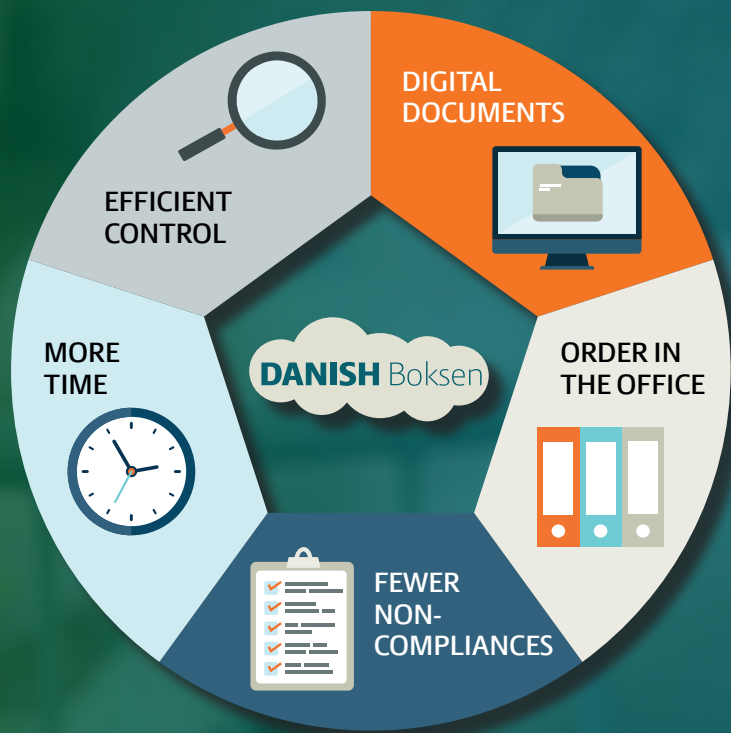 DIGITAL
DOCUMENTS
EFFICIENT
CONTROL
MORE
TIME
DANISH Boksen
ORDER IN
THE OFFICE
FEWER
NON-
COMPLIANCES